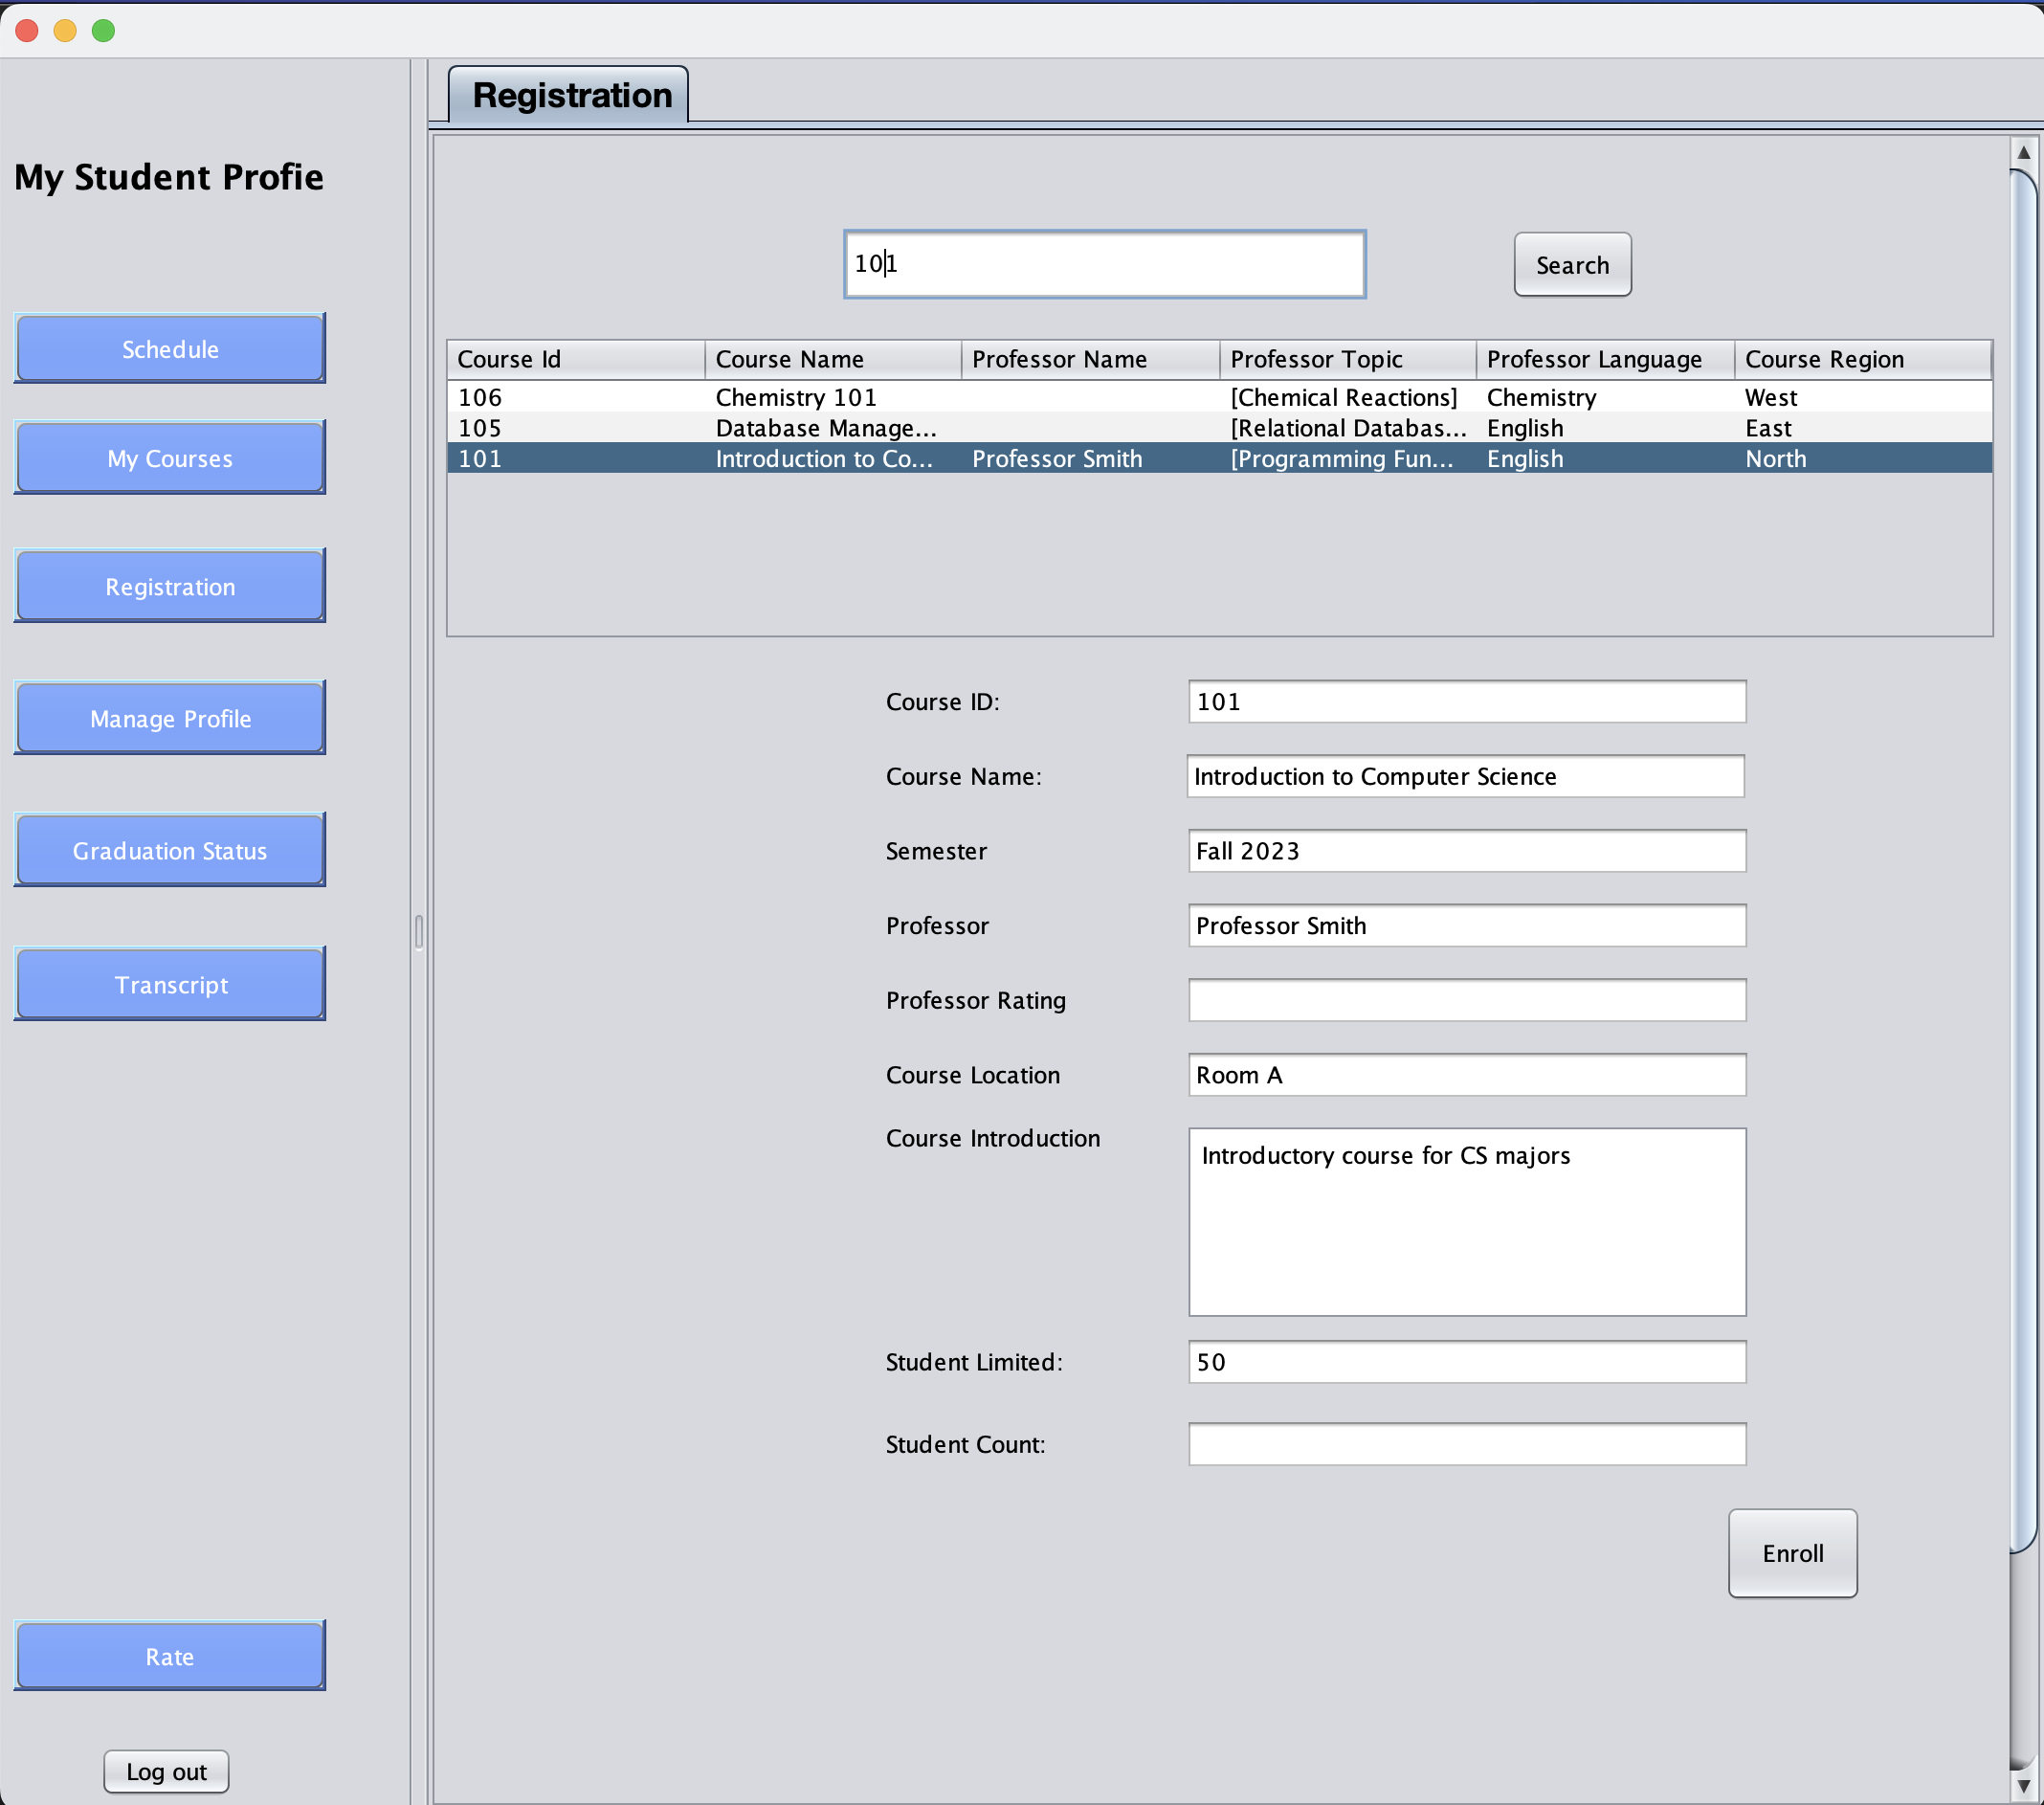 Registration
My Student Profie
Schedule
My Courses
Registration
Manage Profile
Graduation Status
Transcript
Rate
Log out
101
Search
Course Id Course Name Professor Name Professor Topic Professor Language Course Region
106 Chemistry 101 [Chemical Reactions] Chemistry West
105 Database Manage... [Relational Databas... English East
101 Introduction to Co... Professor Smith [Programming Fun... English North
Course ID: 101
Course Name: Introduction to Computer Science
Semester Fall 2023
Professor Professor Smith
Professor Rating
Course Location Room A
Course Introduction Introductory course for CS majors
Student Limited: 50
Student Count:
Enroll